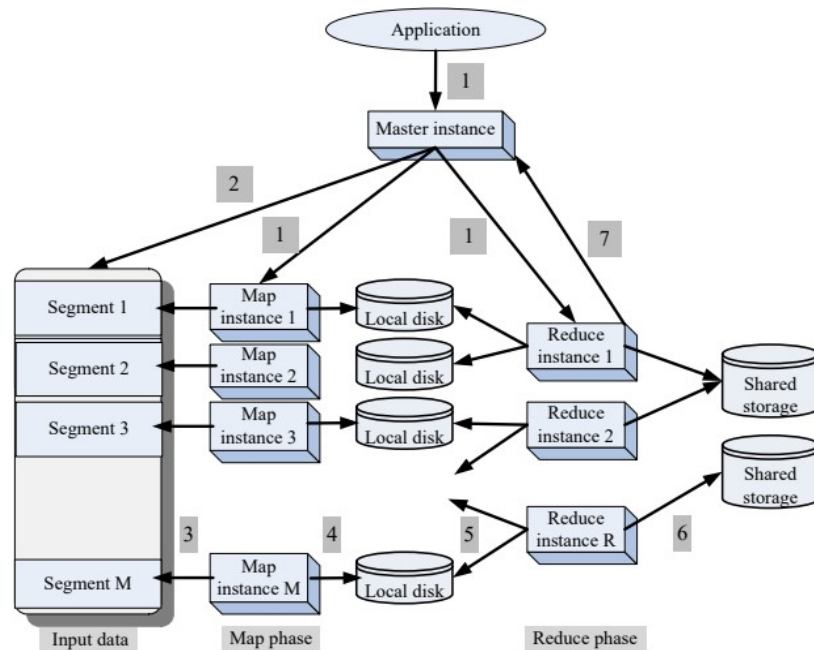 Application
1
Master instance
2
1
1
7
Segment 1
Map
instance 1
Local disk
Reduce
instance 1
Segment 2
Map
instance 2
Local disk
Shared
storage
Segment 3
Map
instance 3
Local disk
Reduce
instance 2
Shared
storage
3
4
5
Reduce
instance R
6
Segment M
Map
instance M
Local disk
Input data
Map phase
Reduce phase